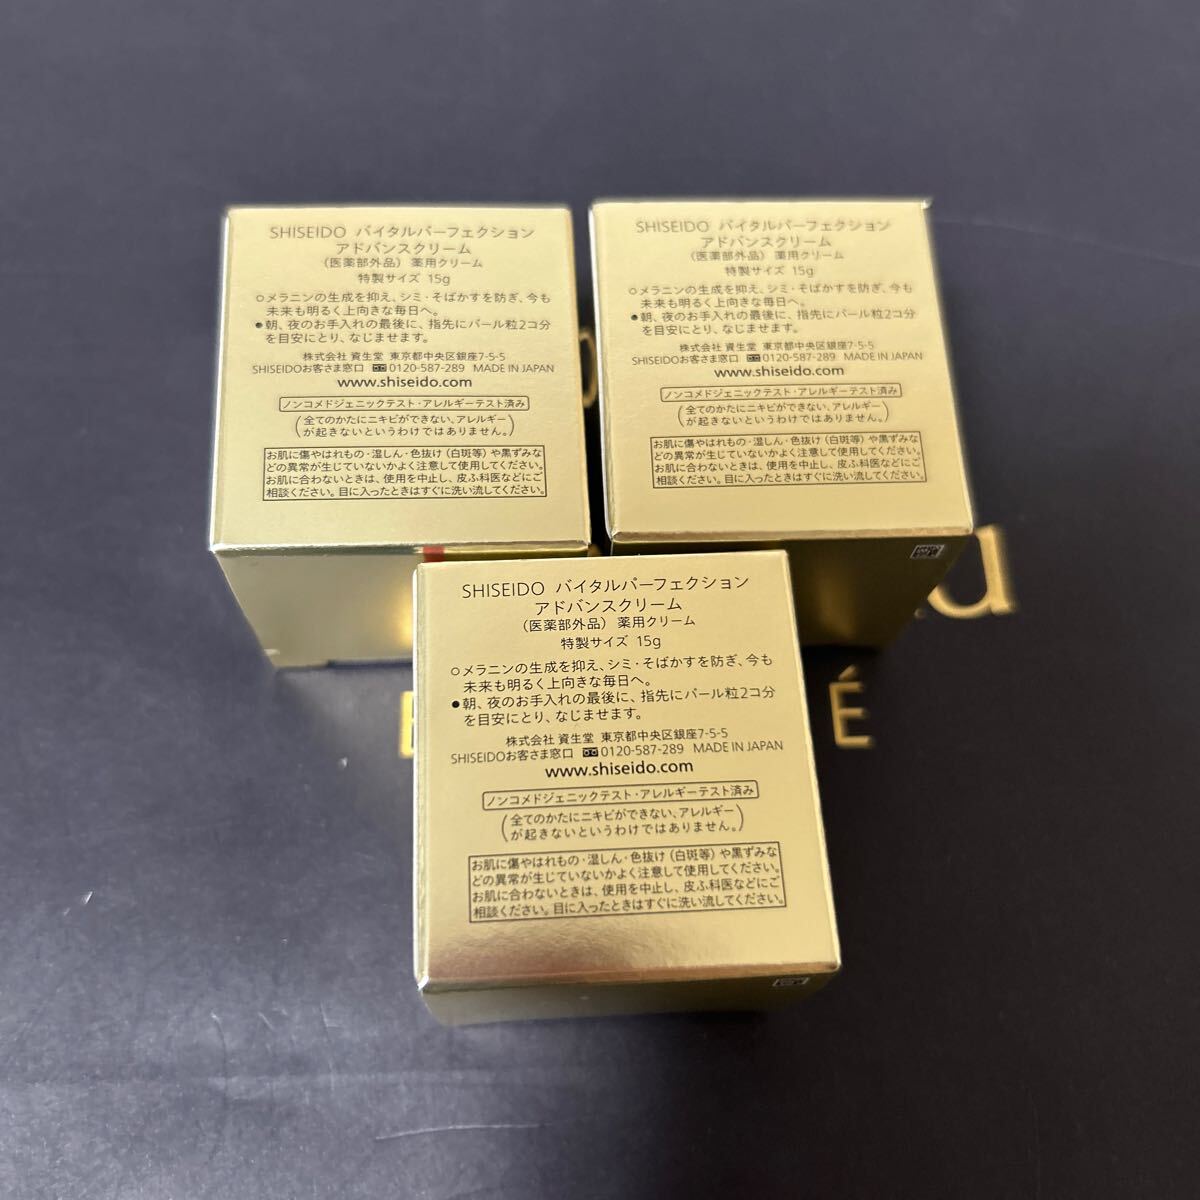 SHISEIDO バイタルパーフェクション
アドバンスクリーム
（医薬部外品） 薬用クリーム
特製サイズ 15g
○メラニンの生成を抑え、シミ・そばかすを防ぎ、今も
未来も明るく上向きな毎日へ。
●朝、夜のお手入れの最後に、指先にパール粒2コ分
を目安にとり、なじませます。
株式会社 資生堂 東京都中央区銀座7-5-5
SHISEIDOお客さま窓口 0120-587-289 MADE IN JAPAN
www.shiseido.com
ノンコメドジェニックテスト・アレルギーテスト済み
（全てのかたにニキビができない、アレルギー
が起きないというわけではありません。）
お肌に傷やはれもの・湿しん・色抜け（白斑等）や黒ずみな
どの異常が生じていないかよく注意して使用してください。
お肌に合わないときは、使用を中止し、皮ふ科医などにご
相談ください。目に入ったときはすぐに洗い流してください。
SHISEIDO バイタルパーフェクション
アドバンスクリーム
（医薬部外品） 薬用クリーム
特製サイズ 15g
○メラニンの生成を抑え、シミ・そばかすを防ぎ、今も
未来も明るく上向きな毎日へ。
●朝、夜のお手入れの最後に、指先にパール粒2コ分
を目安にとり、なじませます。
株式会社 資生堂 東京都中央区銀座7-5-5
SHISEIDOお客さま窓口 0120-587-289 MADE IN JAPAN
www.shiseido.com
ノンコメドジェニックテスト・アレルギーテスト済み
（全てのかたにニキビができない、アレルギー
が起きないというわけではありません。）
お肌に傷やはれもの・湿しん・色抜け（白斑等）や黒ずみな
どの異常が生じていないかよく注意して使用してください。
お肌に合わないときは、使用を中止し、皮ふ科医などにご
相談ください。目に入ったときはすぐに洗い流してください。
SHISEIDO バイタルパーフェクション
アドバンスクリーム
（医薬部外品） 薬用クリーム
特製サイズ 15g
○メラニンの生成を抑え、シミ・そばかすを防ぎ、今も
未来も明るく上向きな毎日へ。
●朝、夜のお手入れの最後に、指先にパール粒2コ分
を目安にとり、なじませます。
株式会社 資生堂 東京都中央区銀座7-5-5
SHISEIDOお客さま窓口 0120-587-289 MADE IN JAPAN
www.shiseido.com
ノンコメドジェニックテスト・アレルギーテスト済み
（全てのかたにニキビができない、アレルギー
が起きないというわけではありません。）
お肌に傷やはれもの・湿しん・色抜け（白斑等）や黒ずみな
どの異常が生じていないかよく注意して使用してください。
お肌に合わないときは、使用を中止し、皮ふ科医などにご
相談ください。目に入ったときはすぐに洗い流してください。